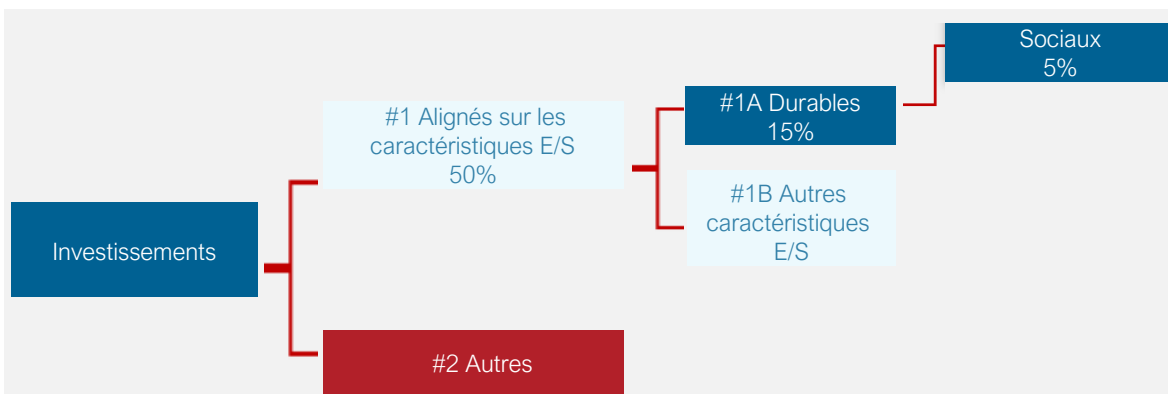 Sociaux
5%
#1A Durables
15%
#1 Alignés sur les
caractéristiques E/S
50%
#1B Autres
caractéristiques
E/S
Investissements
#2 Autres